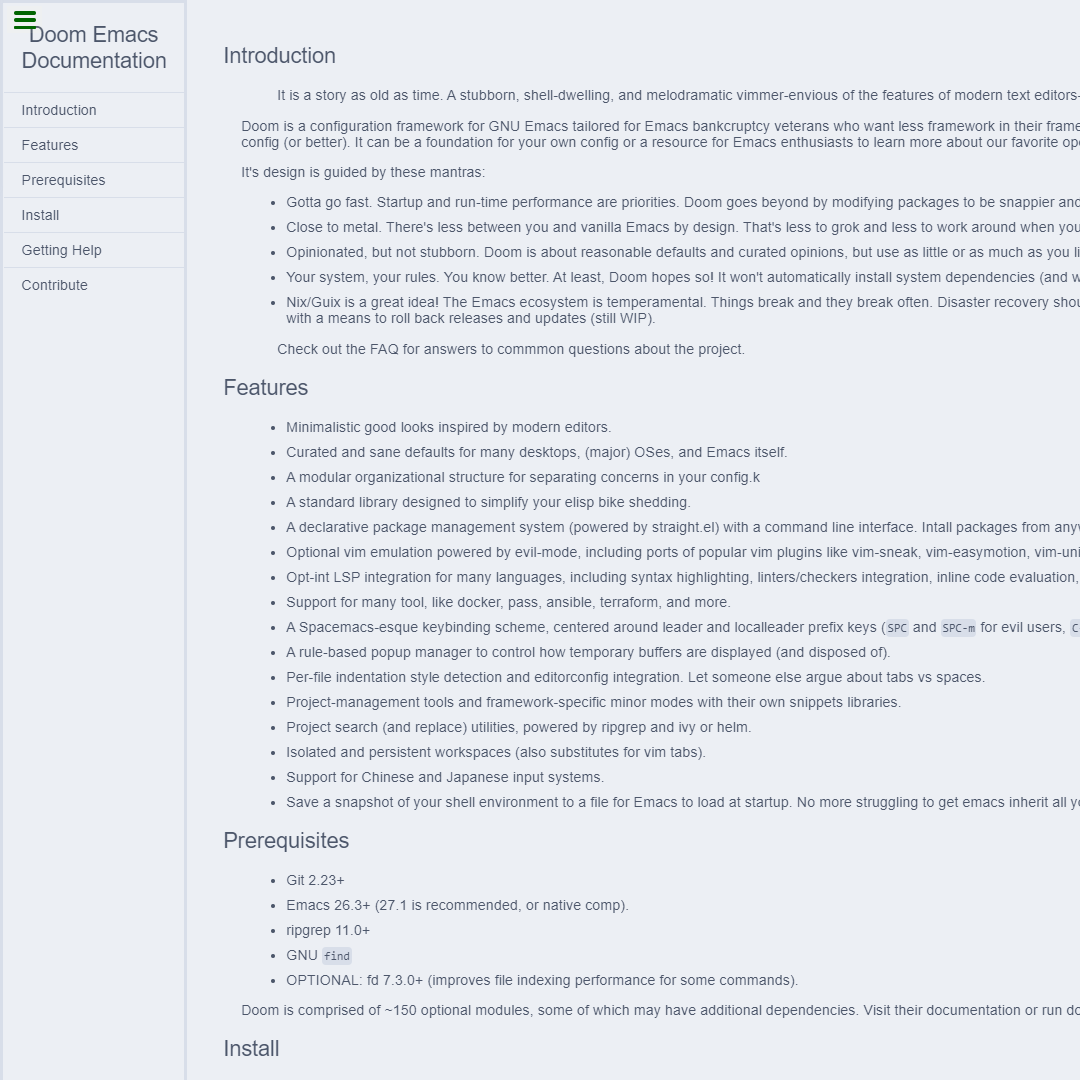 Doom Emacs
Documentation
Introduction
Features
Prerequisites
Install
Getting Help
Contribute
Introduction
It is a story as old as time. A stubborn, shell-dwelling, and melodramatic vimmer-envious of the features of modern text editors-
Doom is a configuration framework for GNU Emacs tailored for Emacs bankcruptcy veterans who want less framework in their frame
config (or better). It can be a foundation for your own config or a resource for Emacs enthusiasts to learn more about our favorite
It's design is guided by these mantras:
Gotta go fast. Startup and run-time performance are priorities. Doom goes beyond by modifying packages to be snappier and
Close to metal. There's less between you and vanilla Emacs by design. That's less to grok and less to work around when you
Opinionated, but not stubborn. Doom is about reasonable defaults and curated opinions, but use as little or as much as you
Your system, your rules. You know better. At least, Doom hopes so! It won't automatically install system dependencies (and
Nix/Guix is a great idea! The Emacs ecosystem is temperamental. Things break and they break often. Disaster recovery
with a means to roll back releases and updates (still WIP).
Check out the FAQ for answers to commmon questions about the project.
Features
Minimalistic good looks inspired by modern editors.
Curated and sane defaults for many desktops, (major) OSes, and Emacs itself.
A modular organizational structure for separating concerns in your config.k
A standard library designed to simplify your elisp bike shedding.
A declarative package management system (powered by straight.el) with a command line interface. Intall packages from
Optional vim emulation powered by evil-mode, including ports of popular vim plugins like vim-sneak, vim-easymotion,
Opt-int LSP integration for many languages, including syntax highlighting, linters/checkers integration, inline code evaluation,
Support for many tool, like docker, pass, ansible, terraform, and more.
A Spacemacs-esque keybinding scheme, centered around leader and localleader prefix keys (SPC and SPC-m for evil users,
A rule-based popup manager to control how temporary buffers are displayed (and disposed of).
Per-file indentation style detection and editorconfig integration. Let someone else argue about tabs vs spaces.
Project-management tools and framework-specific minor modes with their own snippets libraries.
Project search (and replace) utilities, powered by ripgrep and ivy or helm.
Isolated and persistent workspaces (also substitutes for vim tabs).
Support for Chinese and Japanese input systems.
Save a snapshot of your shell environment to a file for Emacs to load at startup. No more struggling to get emacs inherit all
Prerequisites
Git 2.23+
Emacs 26.3+ (27.1 is recommended, or native comp).
ripgrep 11.0+
GNU find
OPTIONAL: fd 7.3.0+ (improves file indexing performance for some commands).
Doom is comprised of ~150 optional modules, some of which may have additional dependencies. Visit their documentation or run
Install